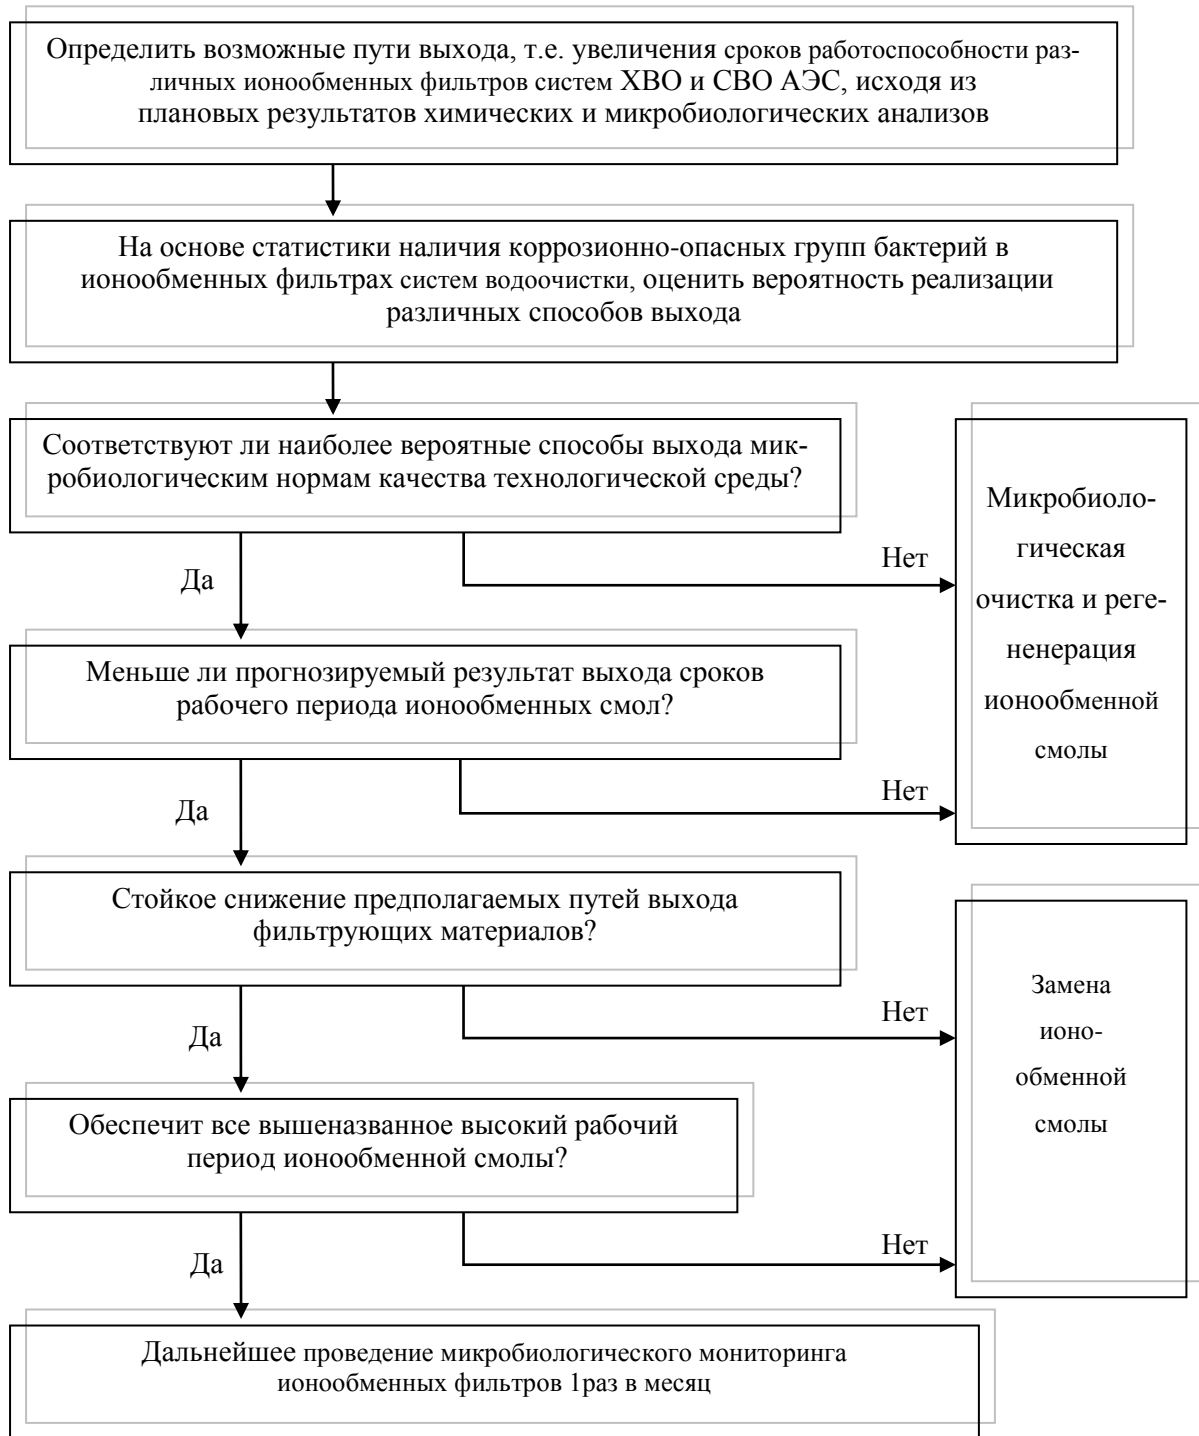 Определить возможные пути выхода, т.е. увеличения сроков работоспособности раз-
личных ионообменных фильтров систем ХВО и СВО АЭС, исходя из
плановых результатов химических и микробиологических анализов
На основе статистики наличия коррозионно-опасных групп бактерий в
ионообменных фильтрах систем водоочистки, оценить вероятность реализации
различных способов выхода
Соответствуют ли наиболее вероятные способы выхода мик-
робиологическим нормам качества технологической среды?
Нет
Да
Микробиоло-
гическая
очистка и реге-
ненерация
ионообменной
смолы
Меньше ли прогнозируемый результат выхода сроков
рабочего периода ионообменных смол?
Нет
Да
Стойкое снижение предполагаемых путей выхода
фильтрующих материалов?
Нет
Да
Замена
ионо-
обменной
смолы
Обеспечит все вышеназванное высокий рабочий
период ионообменной смолы?
Нет
Да
Дальнейшее проведение микробиологического мониторинга
ионообменных фильтров 1раз в месяц